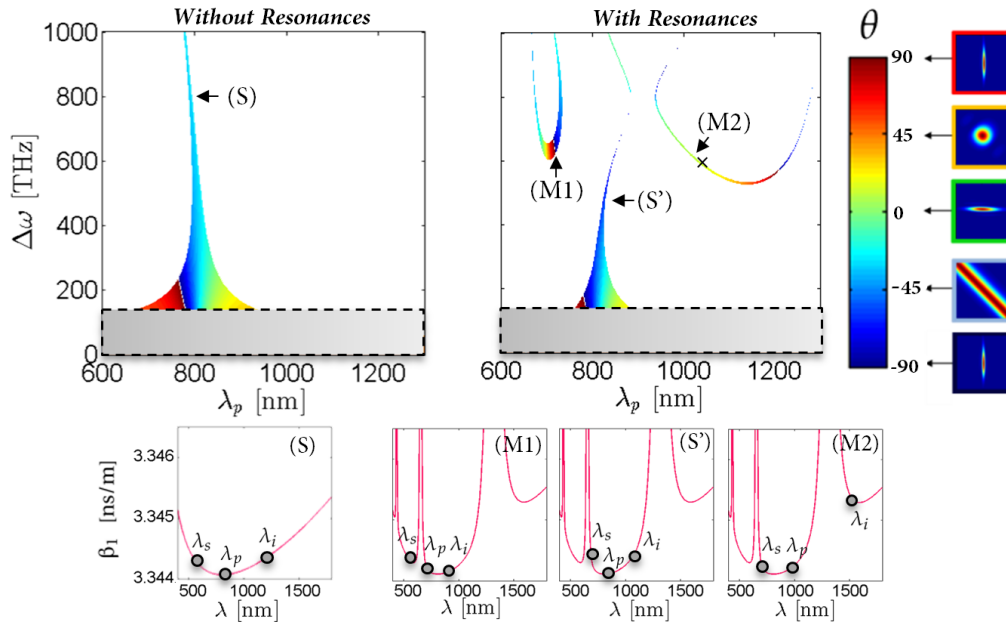 Without Resonances
With Resonances
θ
1000
800
600
400
200
0
Δω [THz]
(S)
(M1)
(M2)
(S')
90
45
0
-45
-90
600 800 1000 1200
600 800 1000 1200
λp [nm]
λp [nm]
3.346
3.345
3.344
β1 [ns/m]
(S)
(M1)
(S')
(M2)
λs λp λi
λs λp λi
λs λp λi
λs λp λi
500 1000 1500
500 1000 1500
500 1000 1500
500 1000 1500
λ [nm]
λ [nm]
λ [nm]
λ [nm]